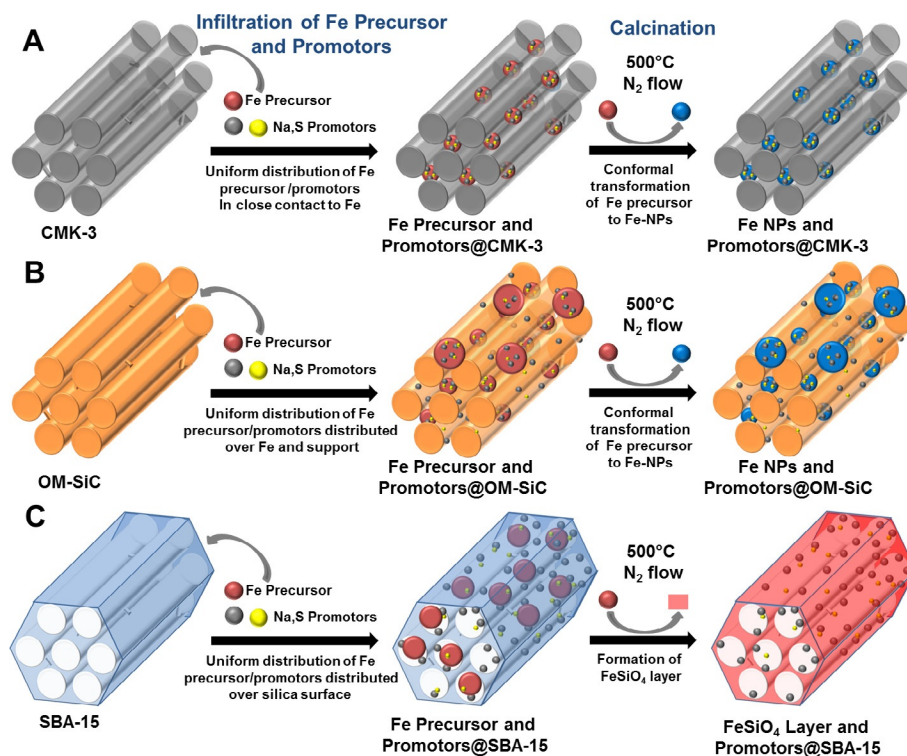 A
Infiltration of Fe Precursor
and Promotors
Calcination
Fe Precursor
Na,S Promotors
Uniform distribution of Fe
precursor/promotors
In close contact to Fe
500°C
N₂ flow
Conformal
transformation
of Fe precursor
to Fe-NPs
CMK-3
Fe Precursor and
Promotors@CMK-3
Fe NPs and
Promotors@CMK-3
B
Fe Precursor
Na,S Promotors
Uniform distribution of Fe
precursor/promotors distributed
over Fe and support
500°C
N₂ flow
Conformal
transformation
of Fe precursor
to Fe-NPs
OM-SiC
Fe Precursor and
Promotors@OM-SiC
Fe NPs and
Promotors@OM-SiC
C
Fe Precursor
Na,S Promotors
Uniform distribution of Fe
precursor/promotors distributed
over silica surface
500°C
N₂ flow
Formation of
FeSiO₄ layer
SBA-15
Fe Precursor and
Promotors@SBA-15
FeSiO₄ Layer and
Promotors@SBA-15